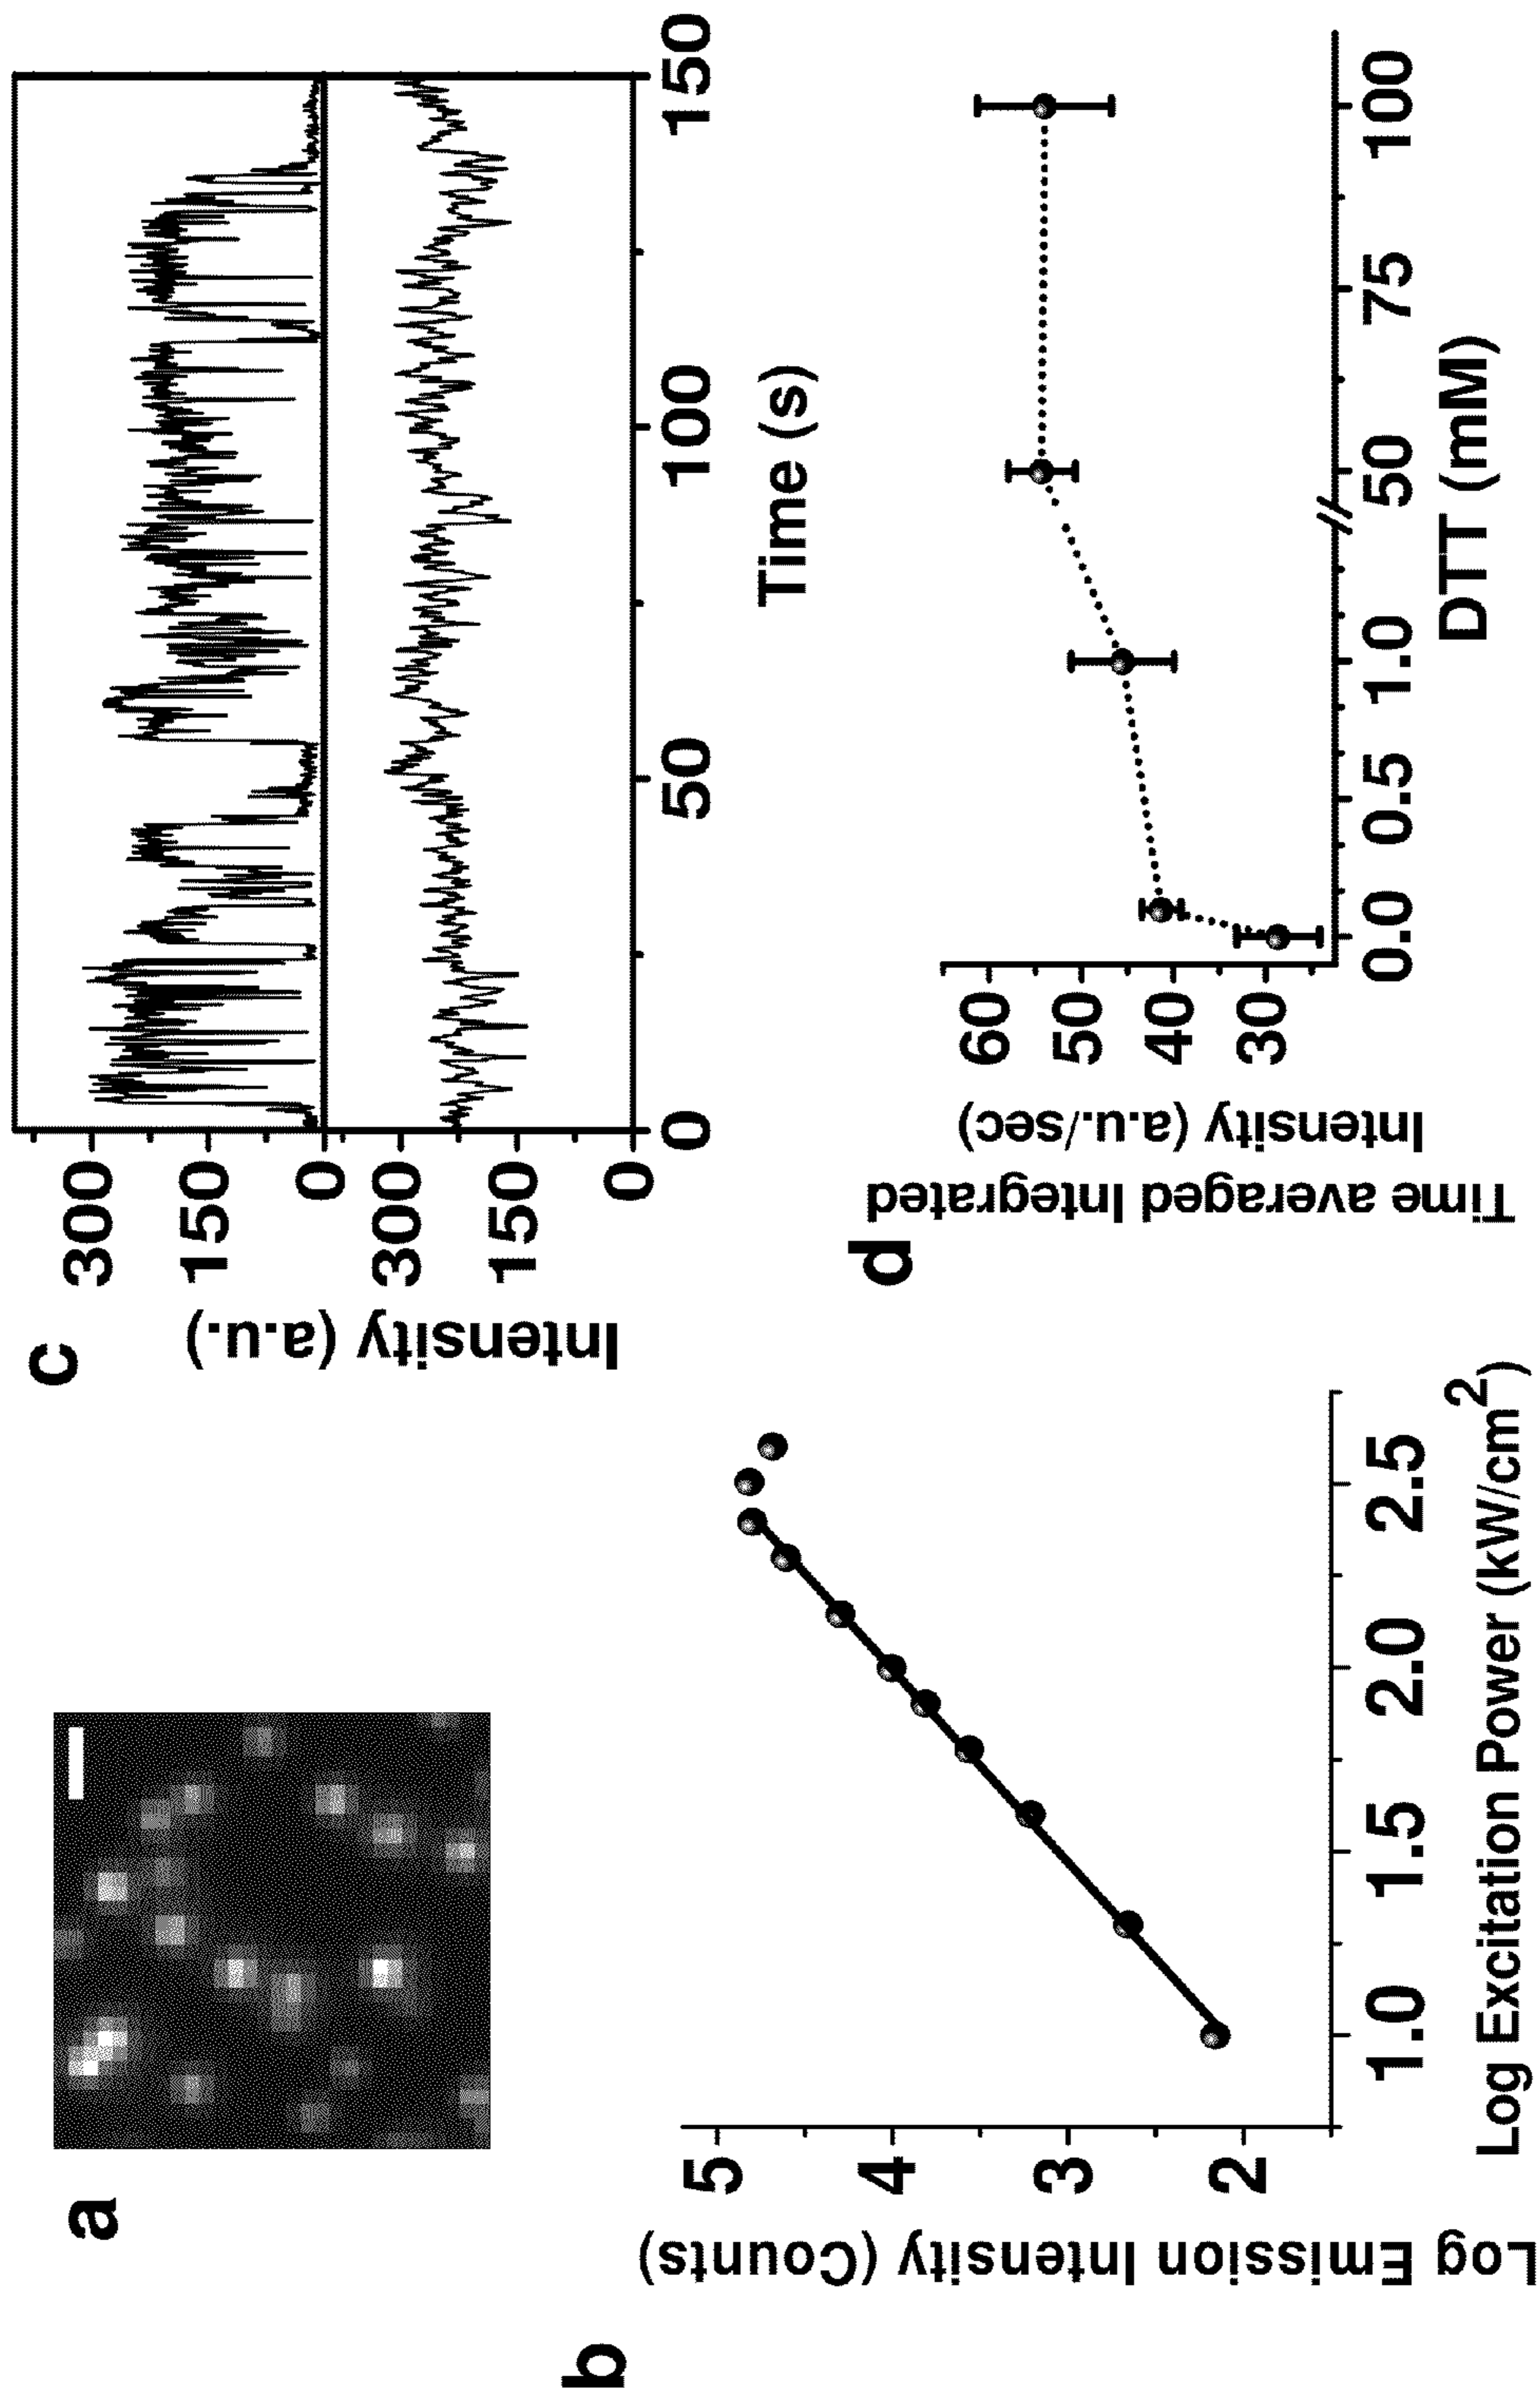 a
b
5
4
3
2
Log Emission Intensity (Counts)
1.0 1.5 2.0 2.5
Log Excitation Power (kW/cm2)
c
300
150
0
300
150
0
Intensity (a.u.)
0 50 100 150
Time (s)
d
60
50
40
30
Time averaged Integrated
Intensity (a.u./sec)
0.0 0.5 1.0 50 75 100
DTT (mM)